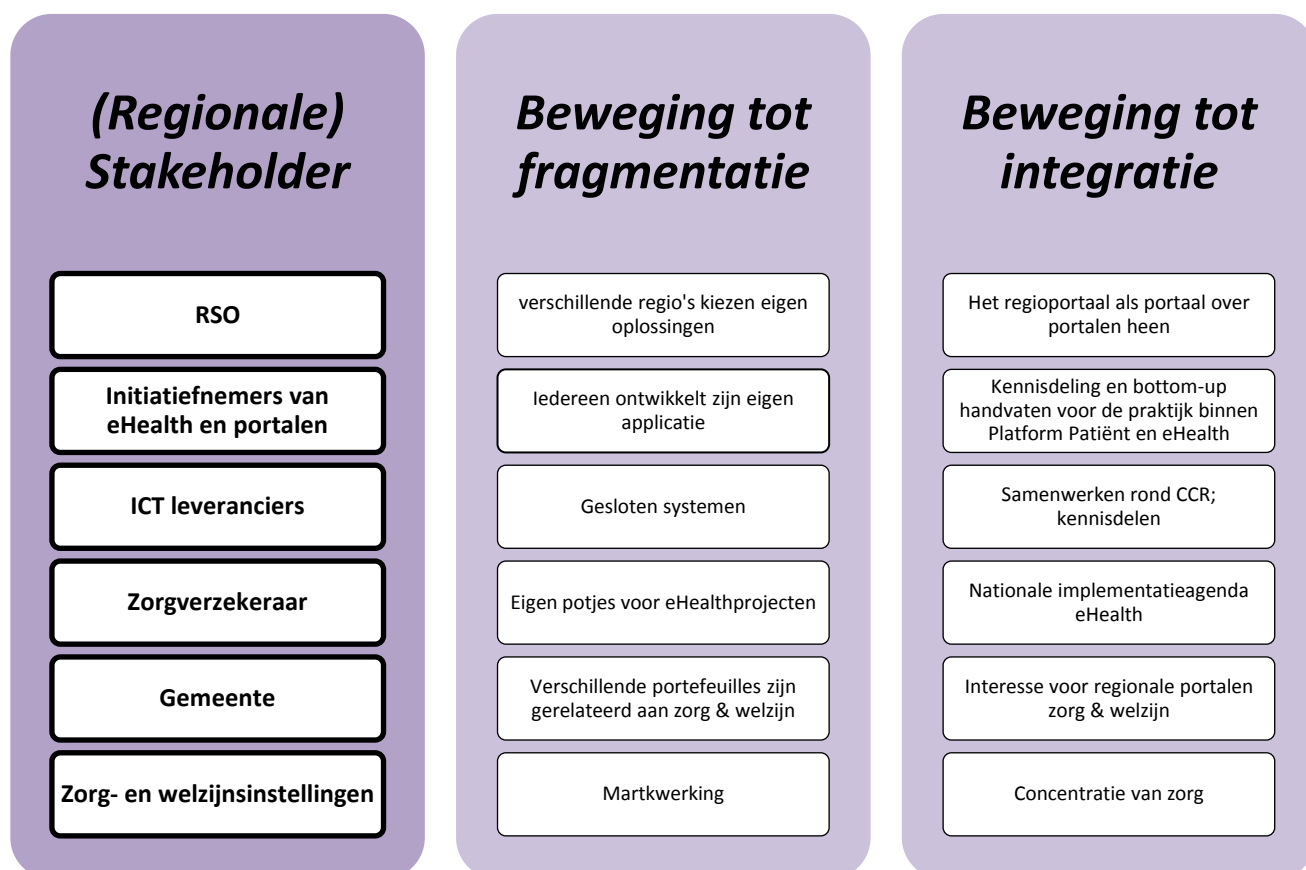 (Regionale)
Stakeholder
Beweging tot
fragmentatie
Beweging tot
integratie
RSO
verschillende regio's kiezen eigen
oplossingen
Het regioportaal als portaal over
portalen heen
Initiatiefnemers van
eHealth en portalen
Iedereen ontwikkelt zijn eigen
applicatie
Kennisdeling en bottom-up
handvaten voor de praktijk binnen
Platform Patiënt en eHealth
ICT leveranciers
Gesloten systemen
Samenwerken rond CCR;
kennisdelen
Zorgverzekeraar
Eigen potjes voor eHealthprojecten
Nationale implementatieagenda
eHealth
Gemeente
Verschillende portefeuilles zijn
gerelateerd aan zorg & welzijn
Interesse voor regionale portalen
zorg & welzijn
Zorg- en welzijnsinstellingen
Martkwerking
Concentratie van zorg